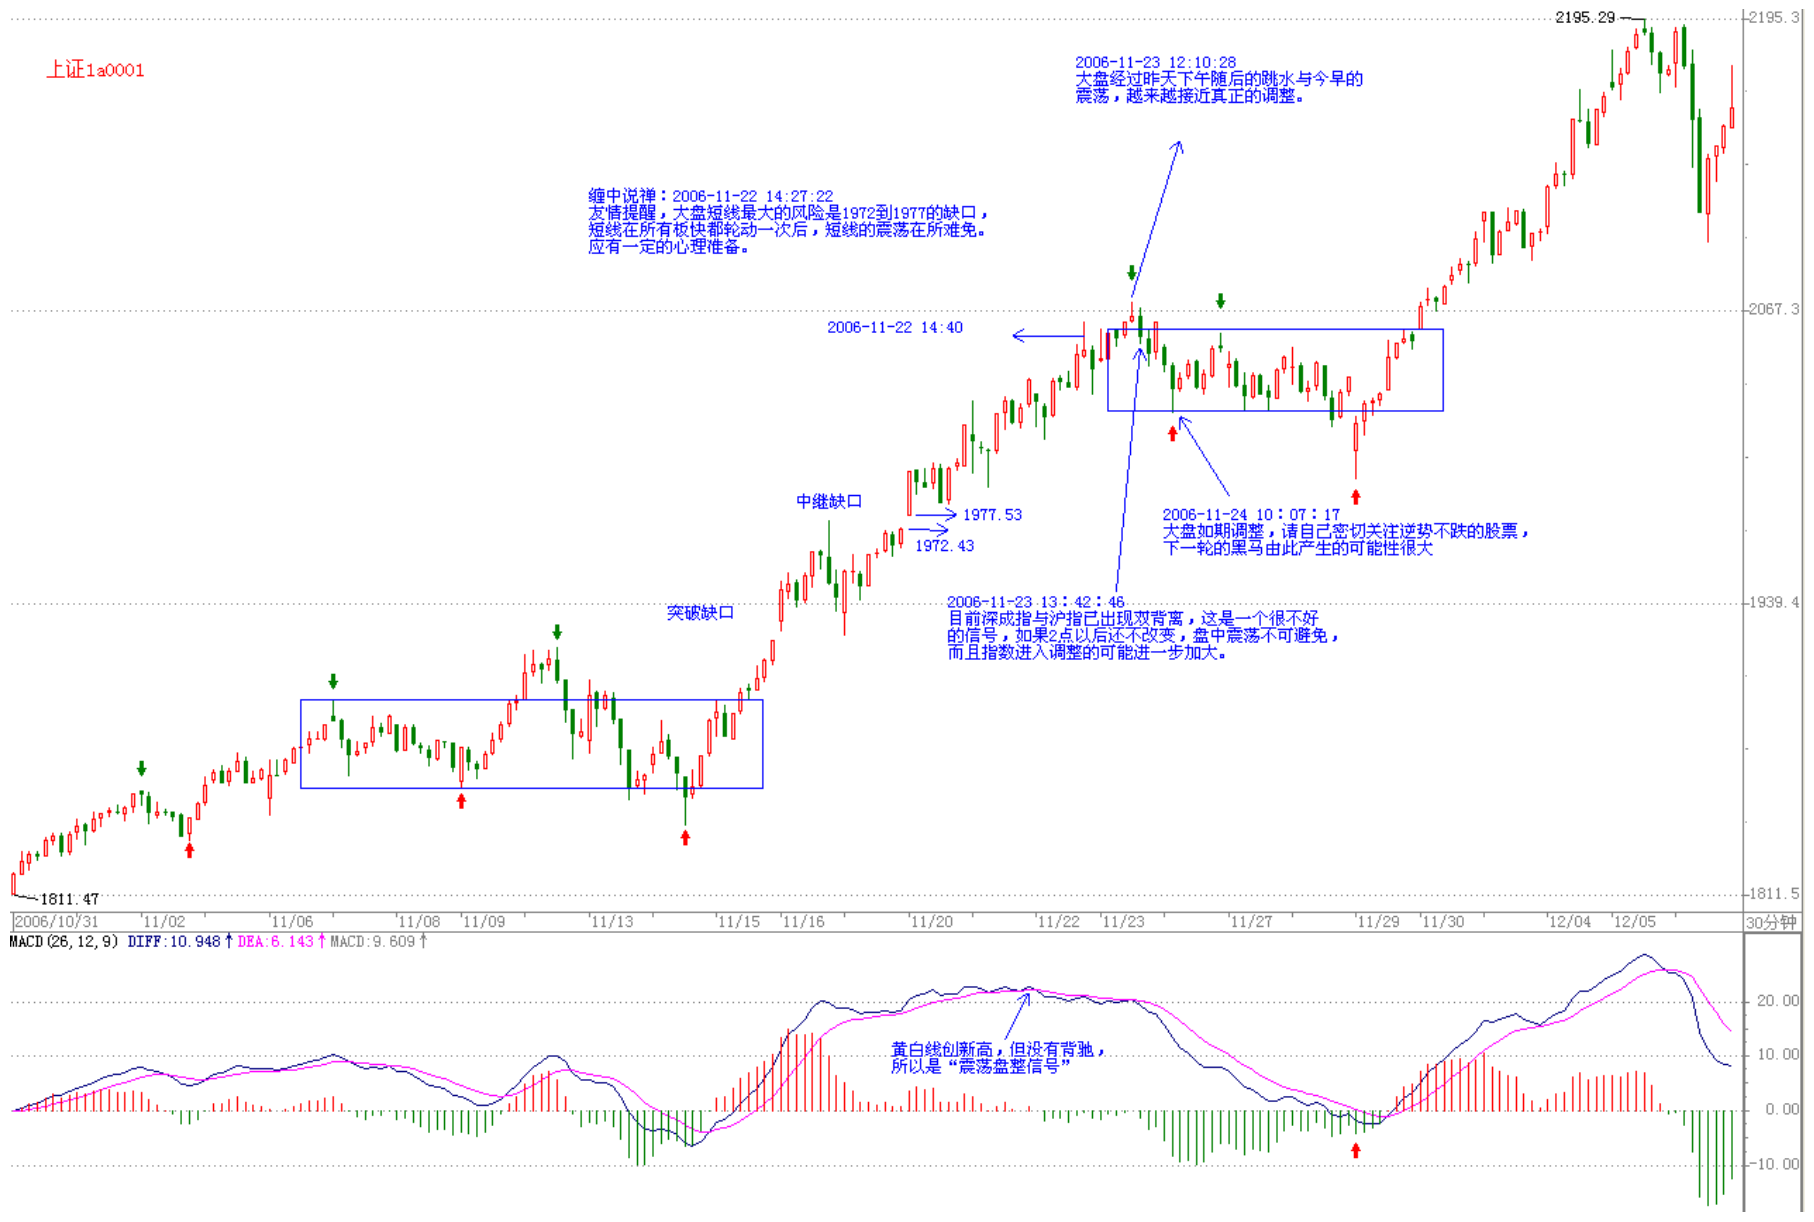 2195.29
2195.3
上证1a0001
2006-11-23 12:10:28
大盘经过昨天下午随后的跳水与今早的
震荡，越来越接近真正的调整。
缠中说禅：2006-11-22 14:27:22
友情提醒，大盘短线最大的风险是1972到1977的缺口，
短线在所有板快都轮动一次后，短线的震荡在所难免。
应有一定的心理准备。
2067.3
2006-11-22 14:40
中继缺口
1977.53
1972.43
2006-11-24 10：07：17
大盘如期调整，请自己密切关注逆势不跌的股票，
下一轮的黑马由此产生的可能性很大
突破缺口
2006-11-23 13：42：46
目前深成指与沪指已出现双背离，这是一个很不好
的信号，如果2点以后还不改变，盘中震荡不可避免，
而且指数进入调整的可能进一步加大。
1939.4
1811.47
1811.5
2006/10/31 11/02 11/06 11/08 11/09 11/13 11/15 11/16 11/20 11/22 11/23 11/27 11/29 11/30 12/04 12/05 30分钟
MACD(26,12,9) DIFF:10.948↑ DEA:6.143↑ MACD:9.609↑
20.00
黄白线创新高，但没有背驰，
所以是“震荡盘整信号”
10.00
0.00
-10.00